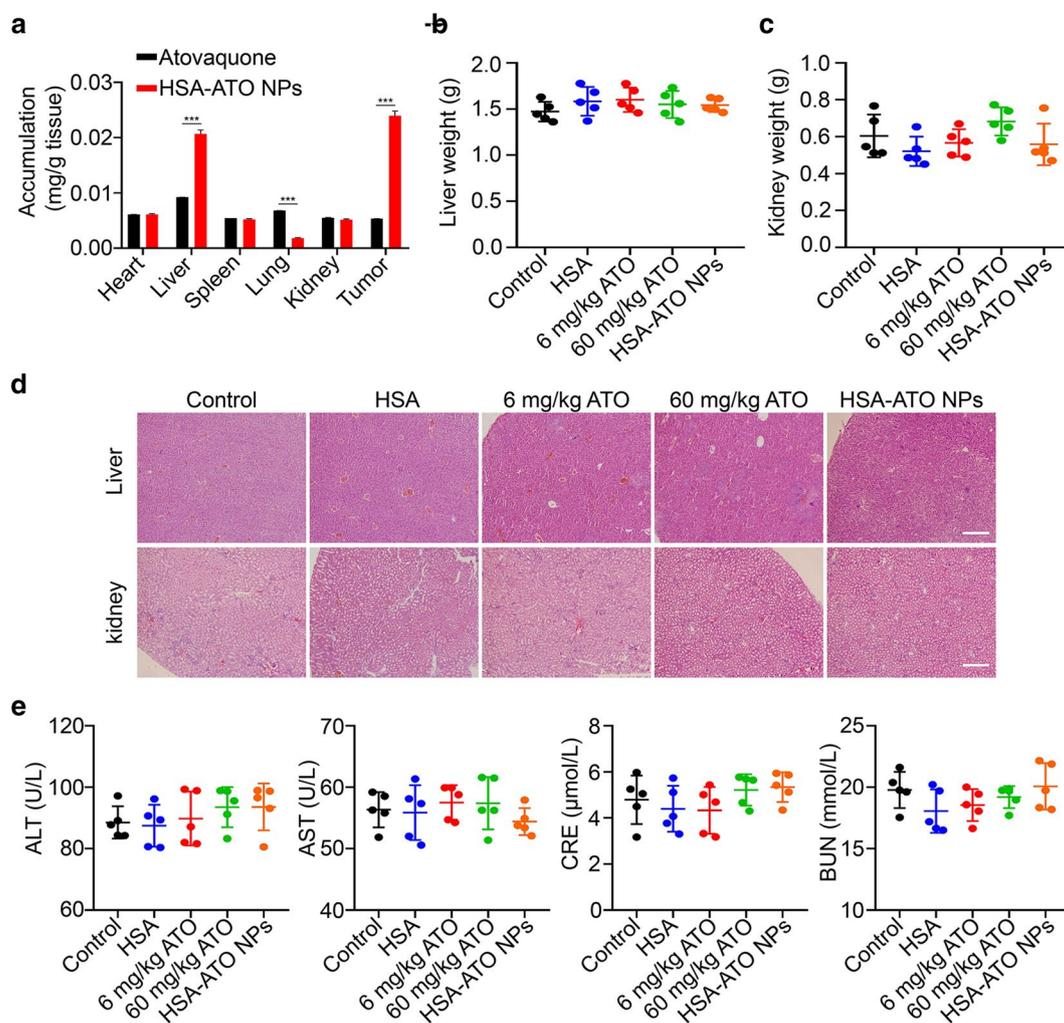 a
Atovaquone
HSA-ATO NPs
Accumulation
(mg/g tissue)
0.03
0.02
0.01
0.00
***
***
***
Heart
Liver
Spleen
Lung
Kidney
Tumor
b
Liver weight (g)
2.0
1.5
1.0
0.5
0.0
Control
HSA
6 mg/kg ATO
60 mg/kg ATO
HSA-ATO NPs
c
Kidney weight (g)
1.0
0.8
0.6
0.4
0.2
0.0
Control
HSA
6 mg/kg ATO
60 mg/kg ATO
HSA-ATO NPs
d
Control
HSA
6 mg/kg ATO
60 mg/kg ATO
HSA-ATO NPs
Liver
kidney
e
ALT (U/L)
120
100
80
60
Control
HSA
6 mg/kg ATO
60 mg/kg ATO
HSA-ATO NPs
AST (U/L)
70
60
50
40
Control
HSA
6 mg/kg ATO
60 mg/kg ATO
HSA-ATO NPs
CRE (μmol/L)
8
6
4
2
0
Control
HSA
6 mg/kg ATO
60 mg/kg ATO
HSA-ATO NPs
BUN (mmol/L)
25
20
15
10
Control
HSA
6 mg/kg ATO
60 mg/kg ATO
HSA-ATO NPs